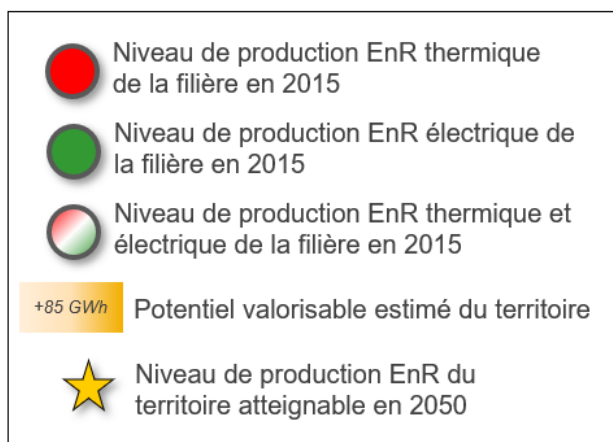 Niveau de production EnR thermique
de la filière en 2015
Niveau de production EnR électrique de
la filière en 2015
Niveau de production EnR thermique et
électrique de la filière en 2015
+85 GWh Potentiel valorisable estimé du territoire
Niveau de production EnR du
territoire atteignable en 2050